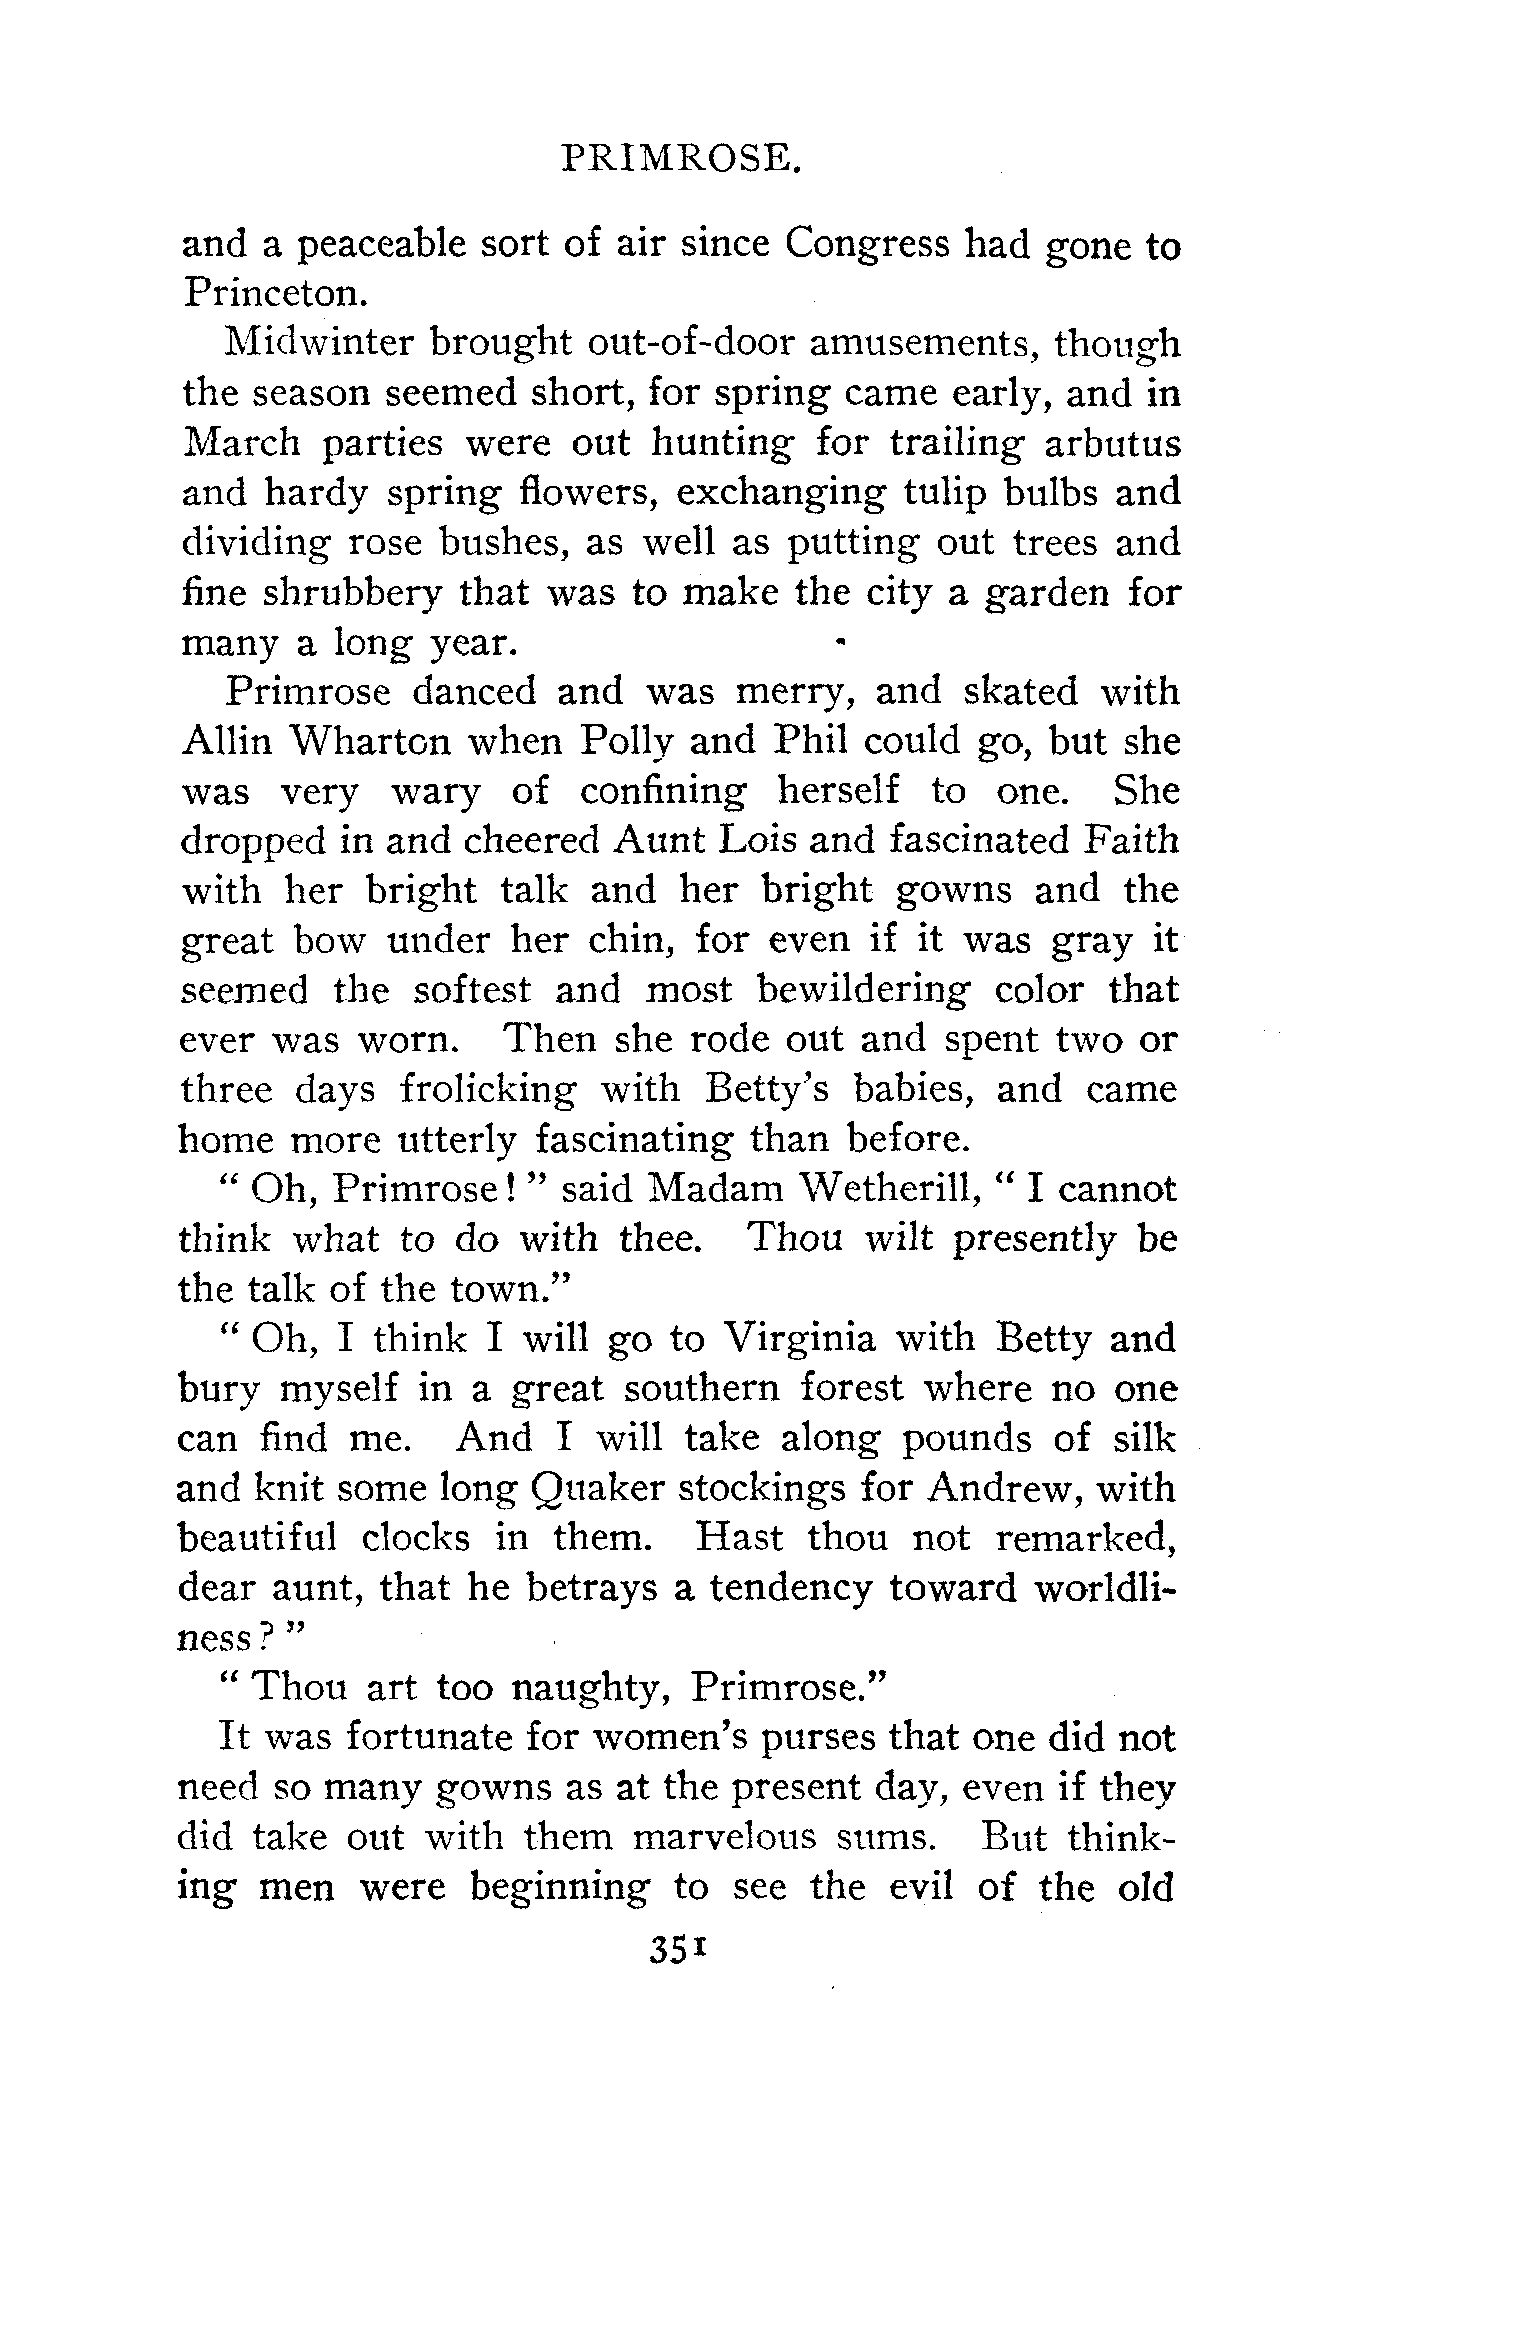 PRIMROSE.
and a peaceable sort of air since Congress had gone to
Princeton.
Midwinter brought out-of-door amusements, though
the season seemed short, for spring came early, and in
March parties were out hunting for trailing arbutus
and hardy spring flowers, exchanging tulip bulbs and
dividing rose bushes, as well as putting out trees and
fine shrubbery that was to make the city a garden for
many a long year.
Primrose danced and was merry, and skated with
Allin Wharton when Polly and Phil could go, but she
was very wary of confining herself to one. She
dropped in and cheered Aunt Lois and fascinated Faith
with her bright talk and her bright gowns and the
great bow under her chin, for even if it was gray it
seemed the softest and most bewildering color that
ever was worn. Then she rode out and spent two or
three days frolicking with Betty's babies, and came
home more utterly fascinating than before.
“ Oh, Primrose! ” said Madam Wetherill, “ I cannot
think what to do with thee. Thou wilt presently be
the talk of the town.”
“ Oh, I think I will go to Virginia with Betty and
bury myself in a great southern forest where no one
can find me. And I will take along pounds of silk
and knit some long Quaker stockings for Andrew, with
beautiful clocks in them. Hast thou not remarked,
dear aunt, that he betrays a tendency toward worldli-
ness? ”
“ Thou art too naughty, Primrose.”
It was fortunate for women's purses that one did not
need so many gowns as at the present day, even if they
did take out with them marvelous sums. But think-
ing men were beginning to see the evil of the old
351